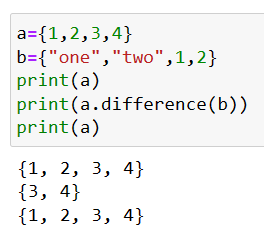 a={1,2,3,4}
b={"one","two",1,2}
print(a)
print(a.difference(b))
print(a)
{1, 2, 3, 4}
{3, 4}
{1, 2, 3, 4}